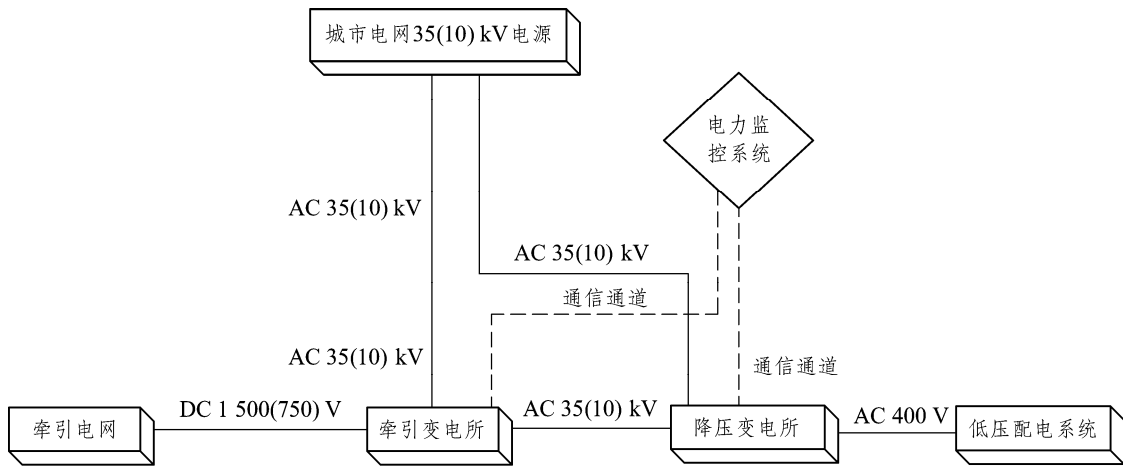 城市电网35(10) kV电源
电力监
控系统
AC 35(10) kV
AC 35(10) kV
通信通道
AC 35(10) kV
通信通道
DC 1 500(750) V
AC 35(10) kV
AC 400 V
牵引电网
牵引变电所
降压变电所
低压配电系统